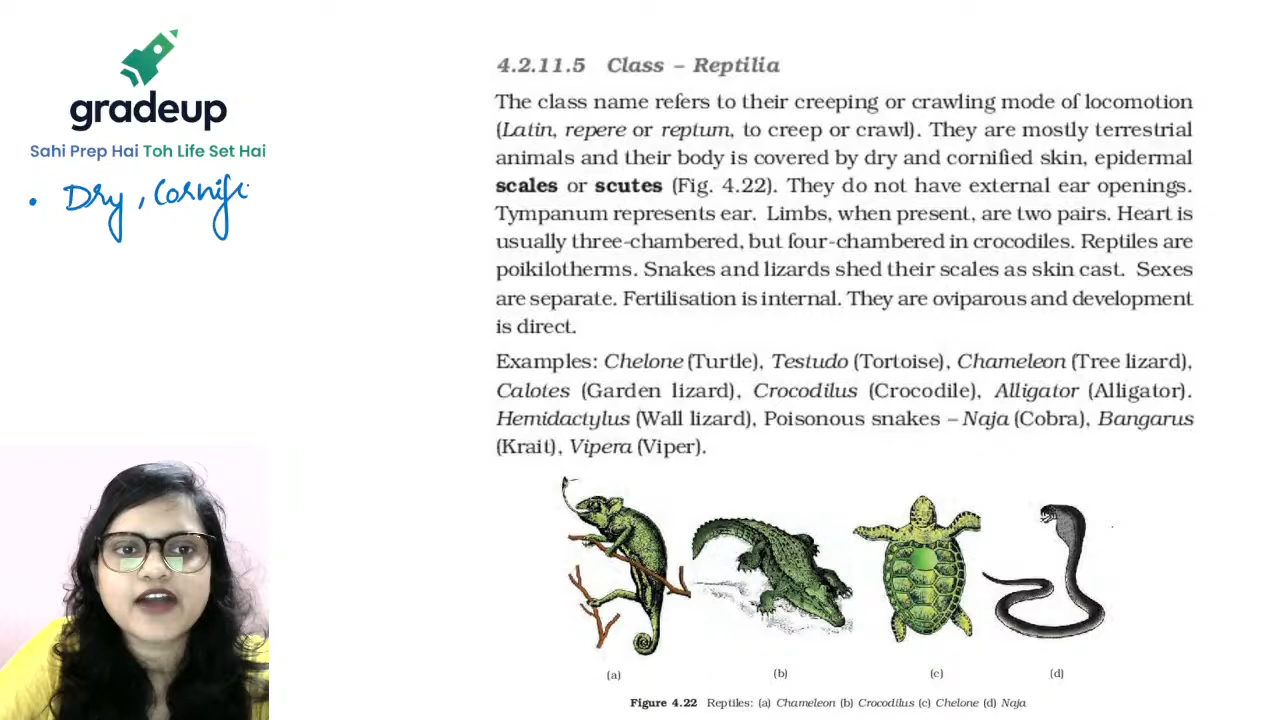 gradeup
Sahi Prep Hai Toh Life Set Hai
• Dry, Cornifi
4.2.11.5 Class – Reptilia
The class name refers to their creeping or crawling mode of locomotion
(Latin, repere or reptum, to creep or crawl). They are mostly terrestrial
animals and their body is covered by dry and cornified skin, epidermal
scales or scutes (Fig. 4.22). They do not have external ear openings.
Tympanum represents ear. Limbs, when present, are two pairs. Heart is
usually three-chambered, but four-chambered in crocodiles. Reptiles are
poikilotherms. Snakes and lizards shed their scales as skin cast. Sexes
are separate. Fertilisation is internal. They are oviparous and development
is direct.
Examples: Chelone (Turtle), Testudo (Tortoise), Chameleon (Tree lizard),
Calotes (Garden lizard), Crocodilus (Crocodile), Alligator (Alligator).
Hemidactylus (Wall lizard), Poisonous snakes – Naja (Cobra), Bangarus
(Krait), Vipera (Viper).
(a) (b) (c) (d)
Figure 4.22 Reptiles: (a) Chameleon (b) Crocodilus (c) Chelone (d) Naja